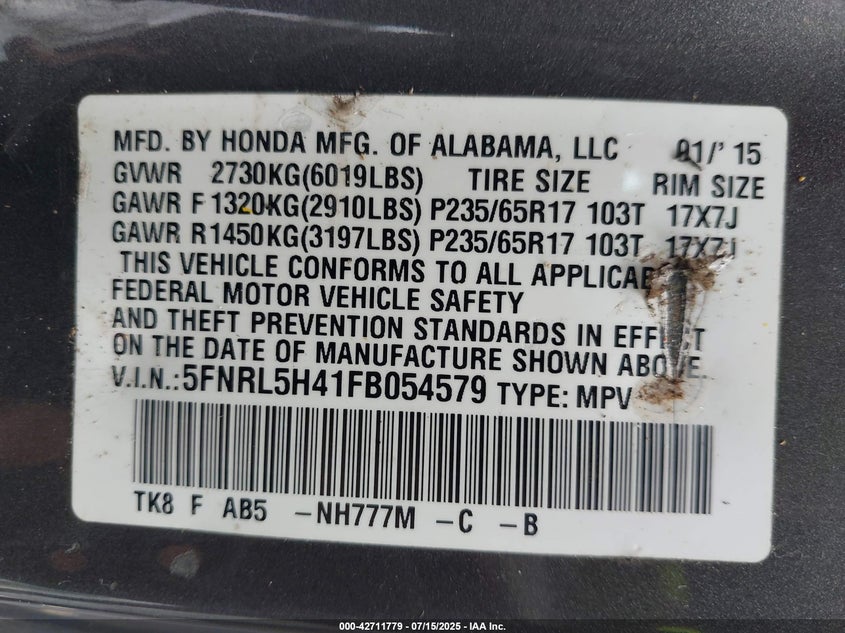 MFD. BY HONDA MFG. OF ALABAMA, LLC 01/' 15
GVWR 2730KG(6019LBS) TIRE SIZE RIM SIZE
GAWR F 1320KG(2910LBS) P235/65R17 103T 17X7J
GAWR R1450KG(3197LBS) P235/65R17 103T 17X7J
THIS VEHICLE CONFORMS TO ALL
FEDERAL MOTOR VEHICLE SAFETY
AND THEFT PREVENTION STANDARDS IN EFFECT
ON THE DATE OF MANUFACTURE SHOWN ABOVE.
V.I.N.:5FNRL5H41FB054579 TYPE: MPV
TK8 F AB5 -NH777M -C -B
000-42711779 - 07/15/2025 - IAA Inc.